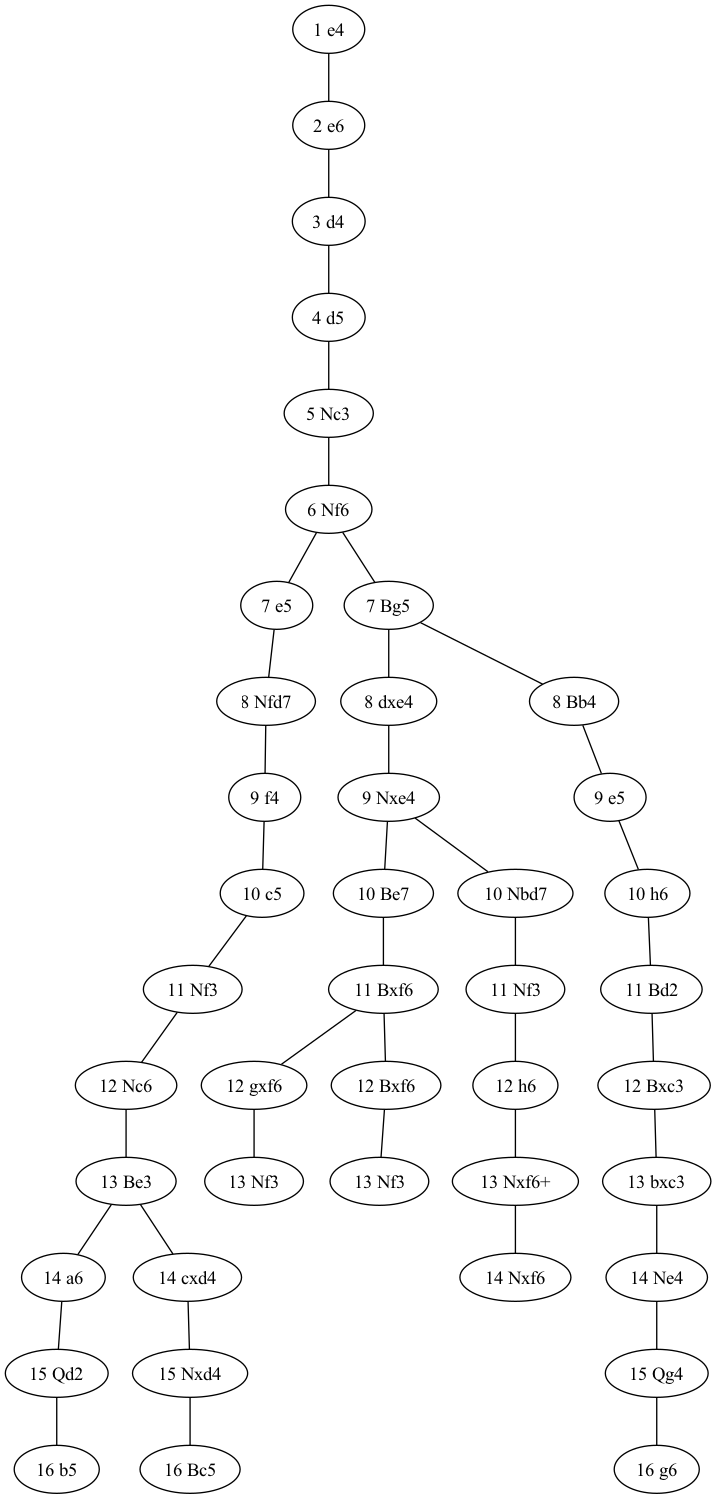 1 e4
2 e6
3 d4
4 d5
5 Nc3
6 Nf6
7 e5
7 Bg5
8 Nfd7
8 dxe4
8 Bb4
9 f4
9 Nxe4
9 e5
10 c5
10 Be7
10 Nbd7
10 h6
11 Nf3
11 Bxf6
11 Nf3
11 Bd2
12 Nc6
12 gxf6
12 Bxf6
12 h6
12 Bxc3
13 Be3
13 Nf3
13 Nf3
13 Nxf6+
13 bxc3
14 a6
14 cxd4
14 Nxf6
14 Ne4
15 Qd2
15 Nxd4
15 Qg4
16 b5
16 Bc5
16 g6